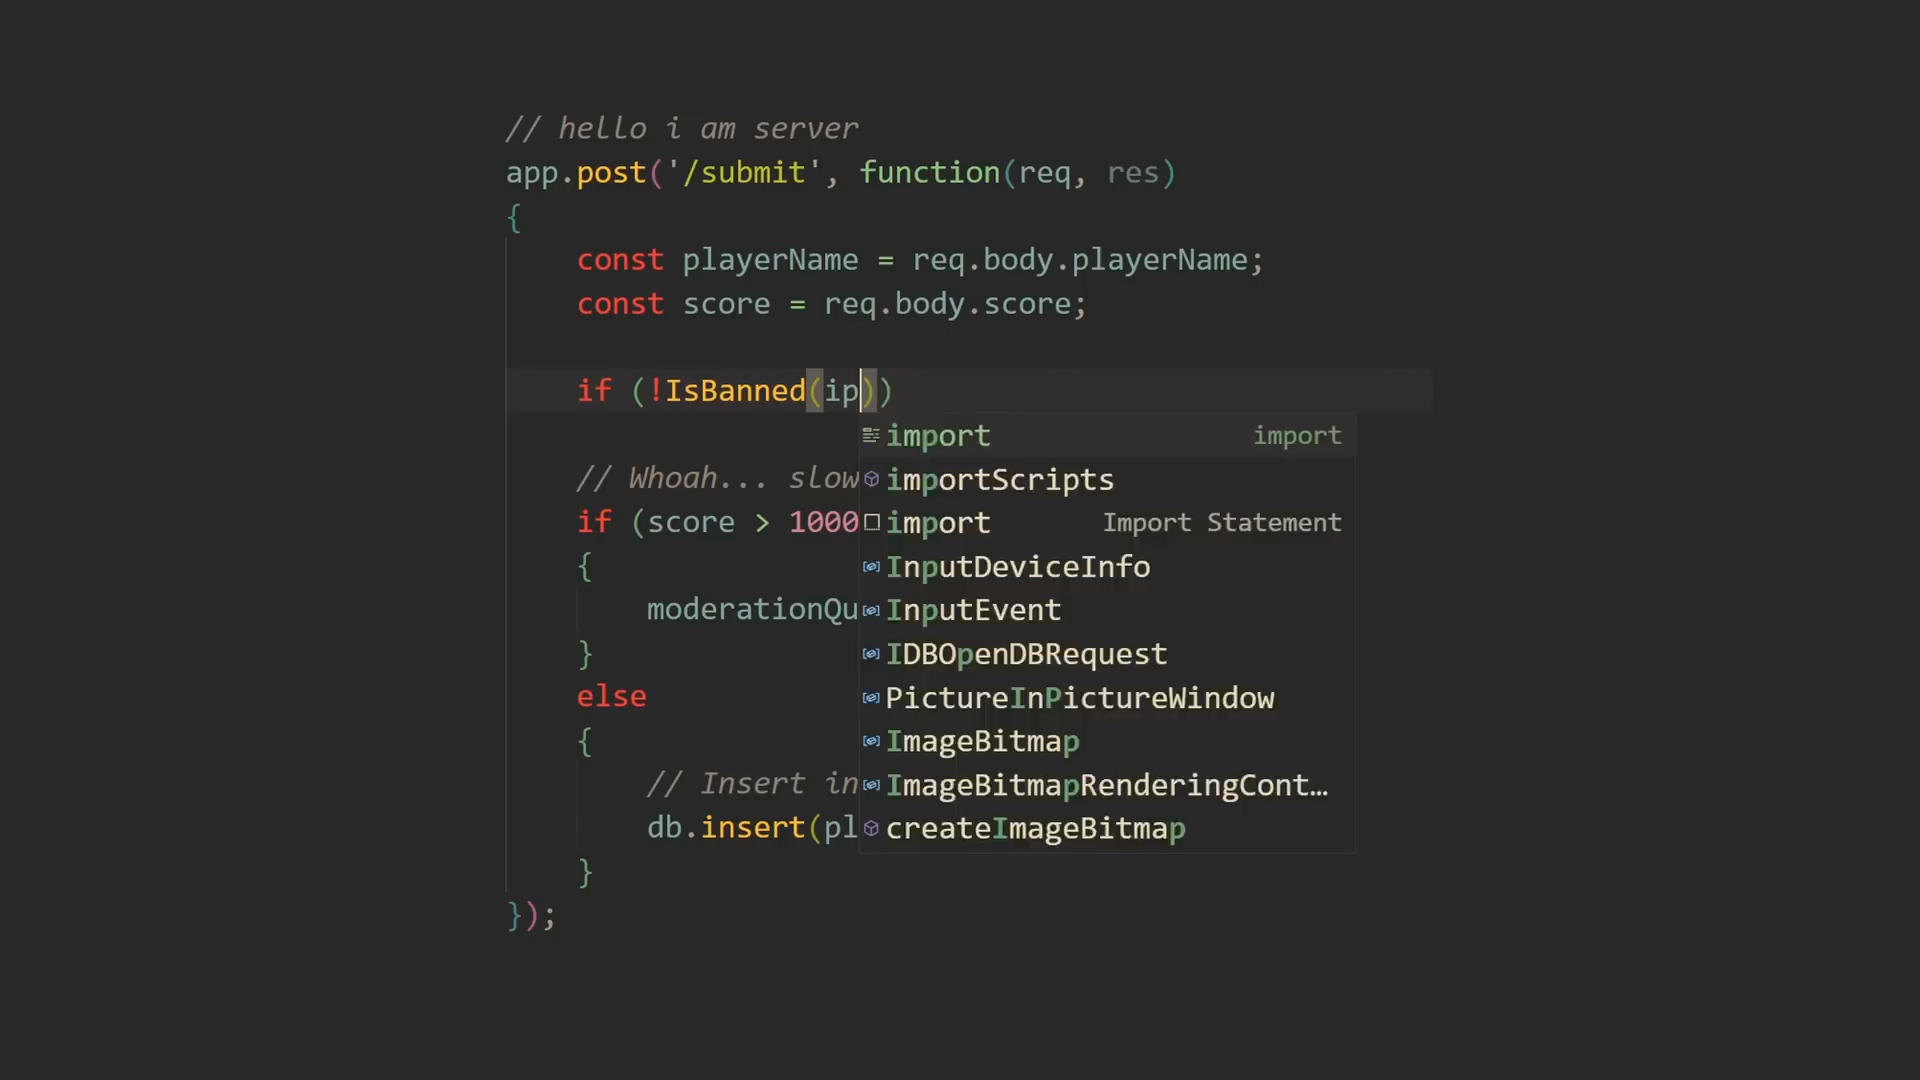 // hello i am server
app.post('/submit', function(req, res)
{
const playerName = req.body.playerName;
const score = req.body.score;
if (!IsBanned(ip))
import import
importScripts
// Whoah... slow
import Import Statement
if (score > 1000
InputDeviceInfo
{
InputEvent
moderationQu
IDBOpenDBRequest
}
PictureInPictureWindow
else
ImageBitmap
{
ImageBitmapRenderingCont…
// Insert in
createImageBitmap
db.insert(pl
}
});